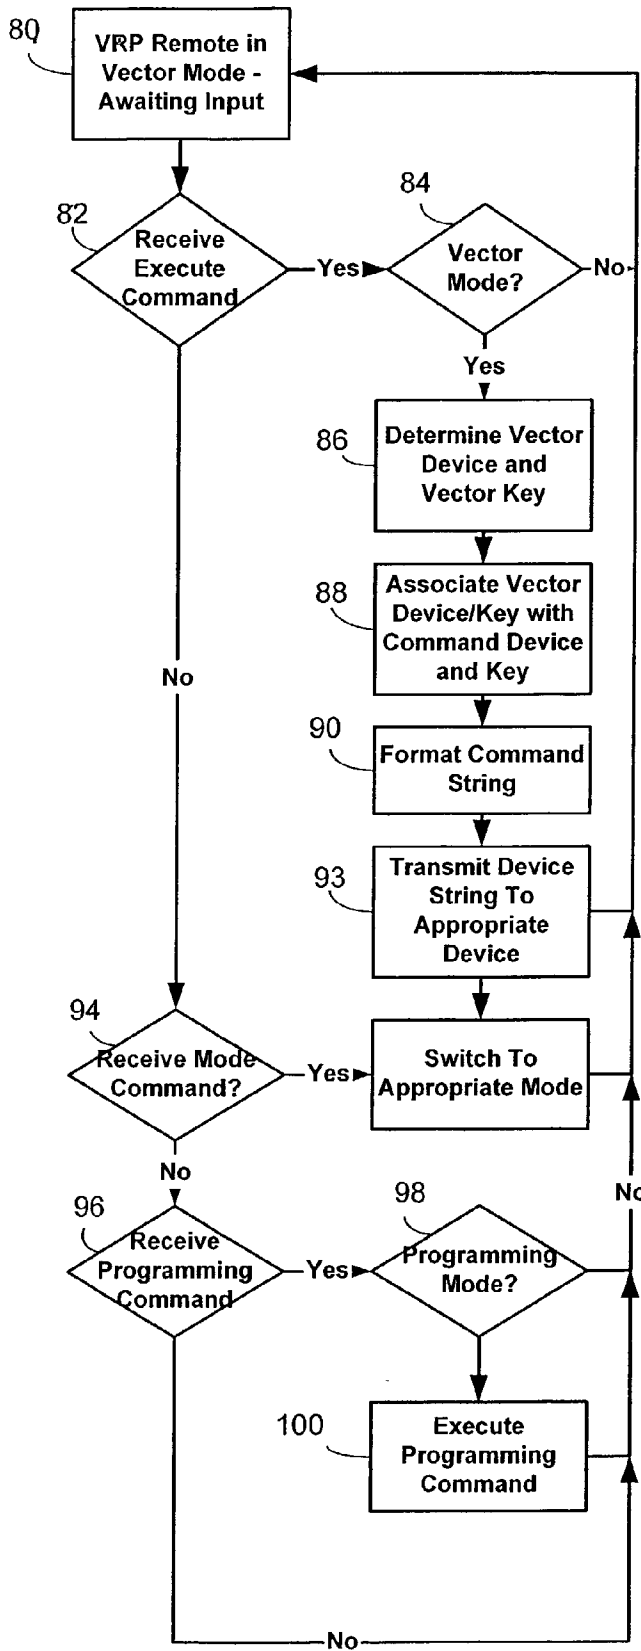 80
VRP Remote in
Vector Mode -
Awaiting Input
82
Receive
Execute
Command
Yes
84
Vector
Mode?
No
Yes
86
Determine Vector
Device and
Vector Key
88
Associate Vector
Device/Key with
Command Device
and Key
No
90
Format Command
String
93
Transmit Device
String To
Appropriate
Device
94
Receive Mode
Command?
Yes
Switch To
Appropriate Mode
No
No
96
Receive
Programming
Command
Yes
98
Programming
Mode?
100
Execute
Programming
Command
No